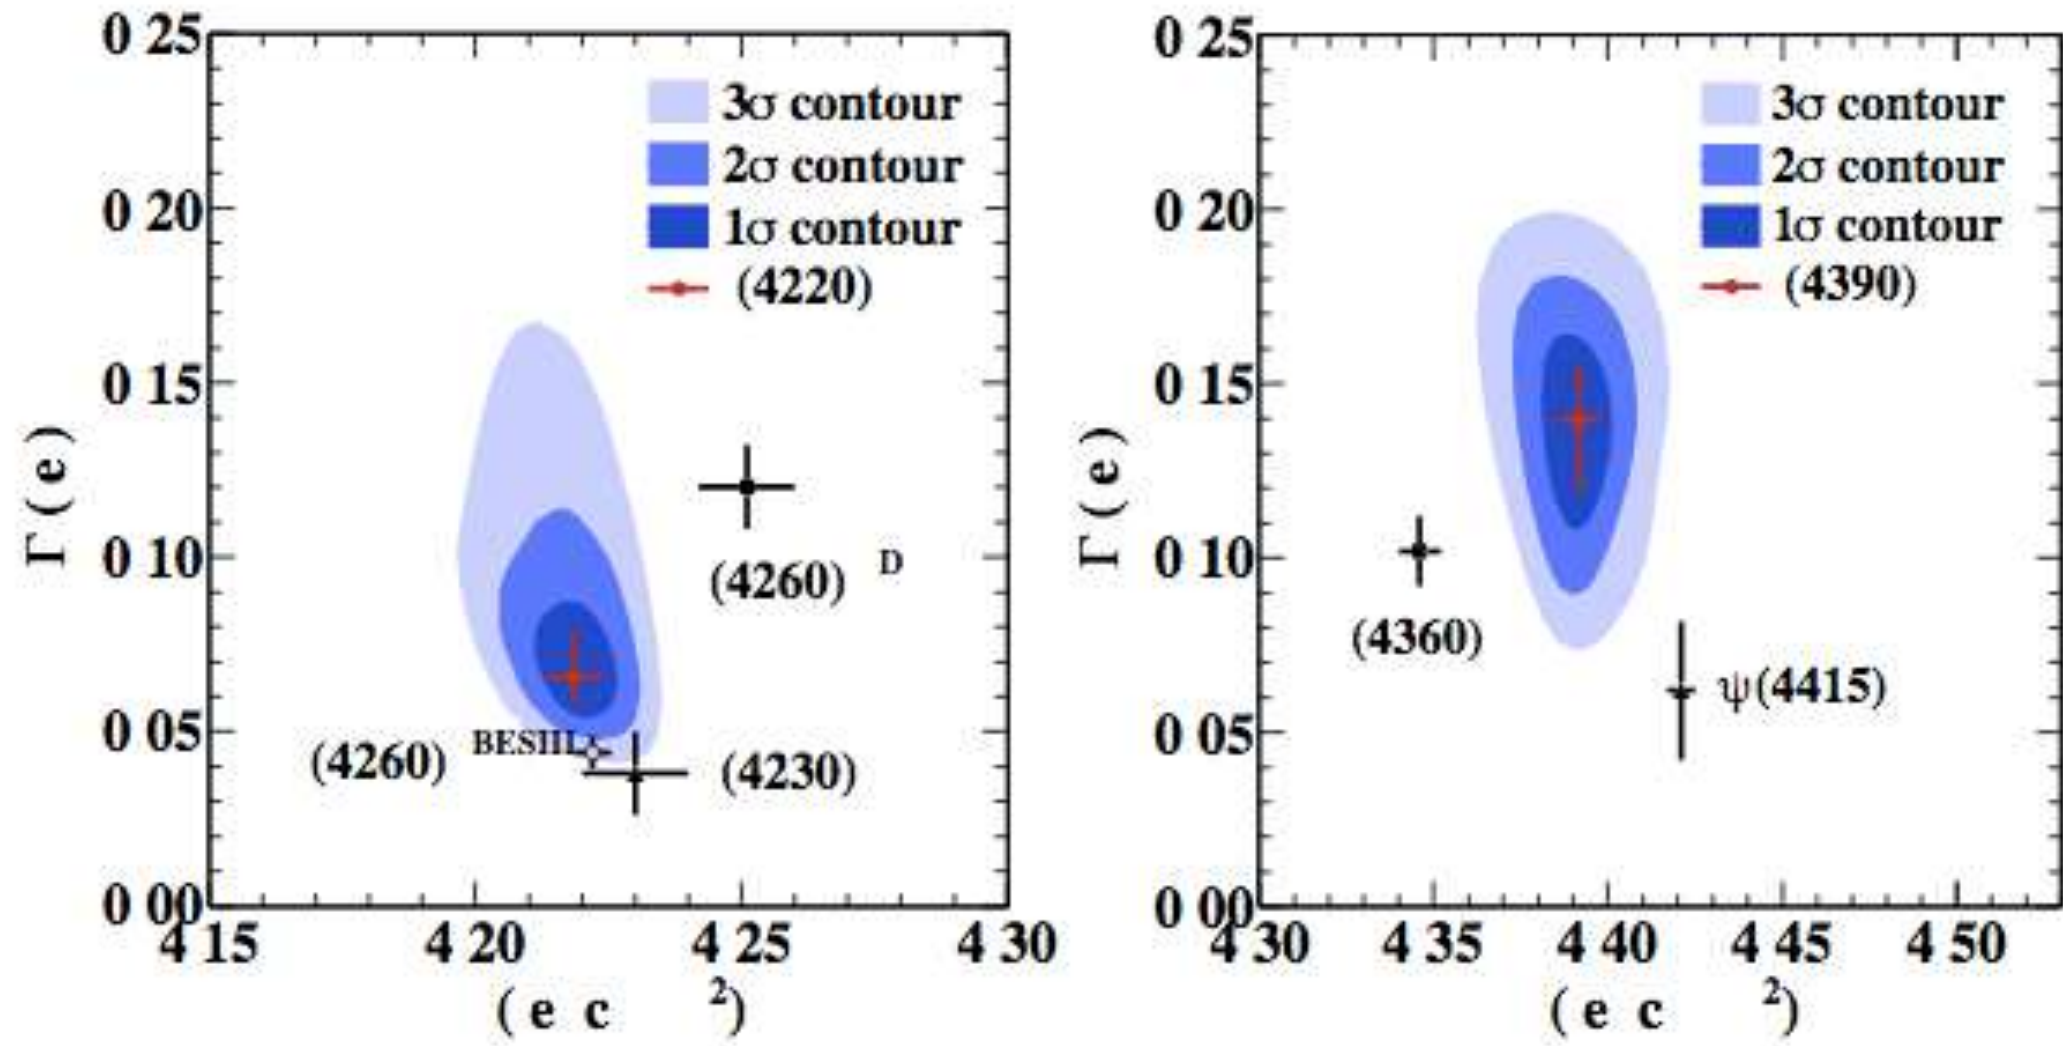 0 25
3σ contour
2σ contour
1σ contour
(4220)
0 20
0 15
0 10
0 05
0 00
Γ ( e )
(4260) D
(4260) BESIII
(4230)
4 15 4 20 4 25 4 30
( e c 2)
0 25
3σ contour
2σ contour
1σ contour
(4390)
0 20
0 15
0 10
0 05
0 00
Γ ( e )
(4360)
ψ(4415)
4 30 4 35 4 40 4 45 4 50
( e c 2)